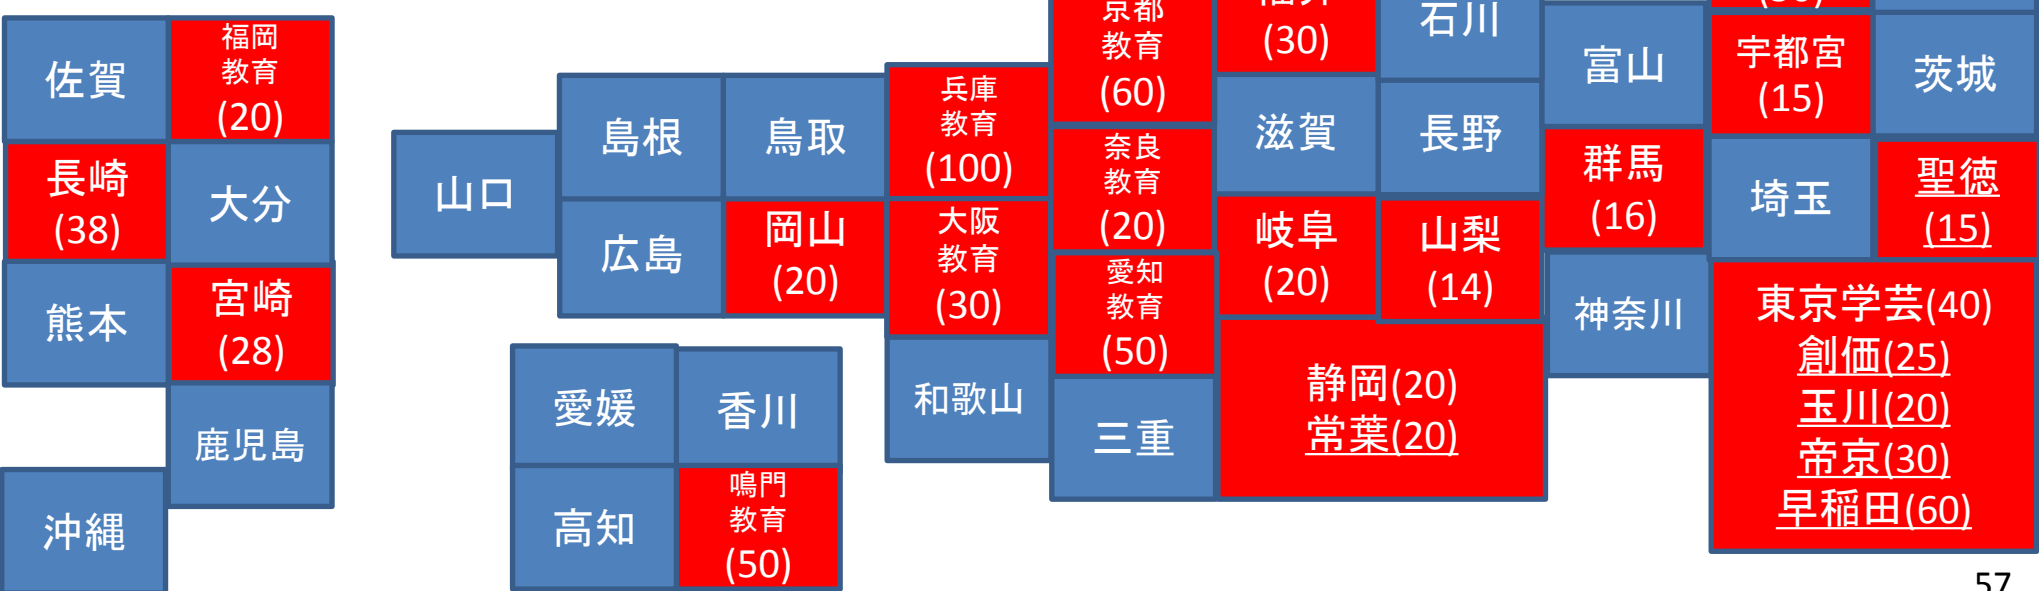 佐賀
福岡
教育
(20)
長崎
(38)
大分
熊本
宮崎
(28)
鹿児島
沖縄
山口
島根
鳥取
広島
岡山
(20)
兵庫
教育
(100)
大阪
教育
(30)
和歌山
愛媛
香川
高知
鳴門
教育
(50)
京都
教育
(60)
奈良
教育
(20)
愛知
教育
(50)
三重
(30)
滋賀
岐阜
(20)
石川
長野
山梨
(14)
静岡(20)
常葉(20)
富山
群馬
(16)
神奈川
宇都宮
(15)
埼玉
茨城
聖徳
(15)
東京学芸(40)
創価(25)
玉川(20)
帝京(30)
早稲田(60)
57